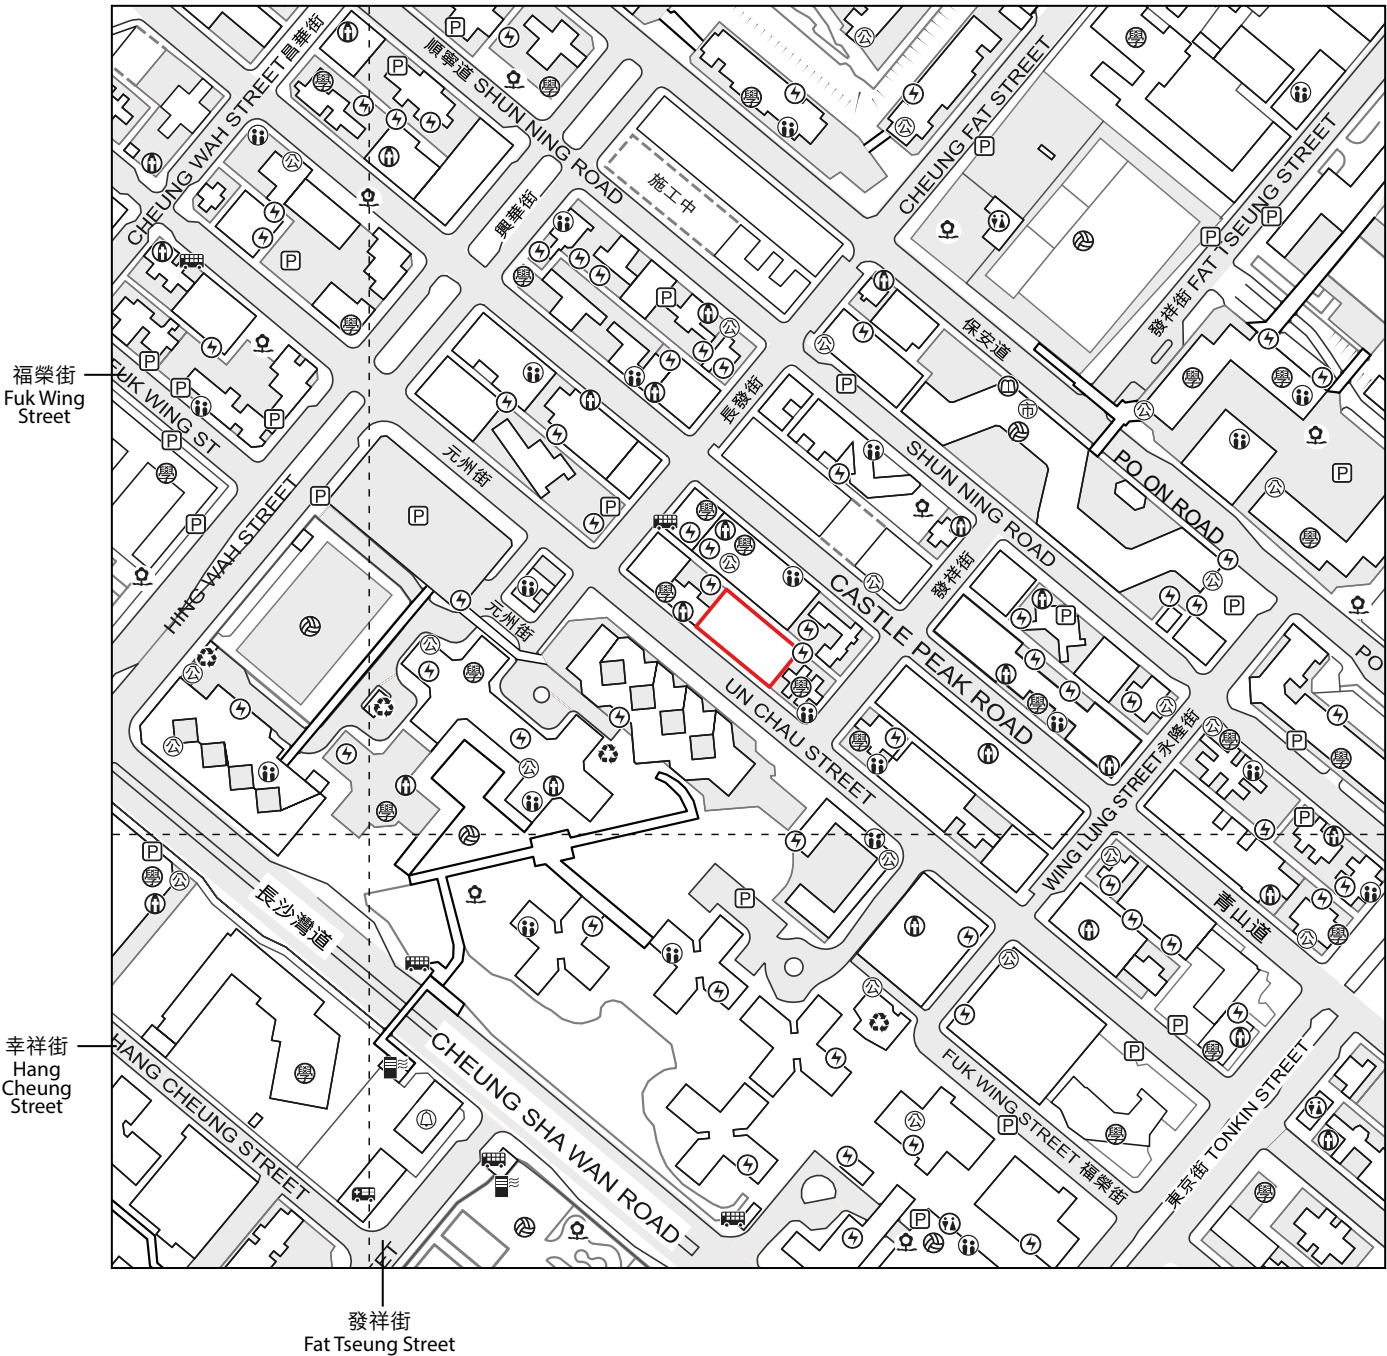 CHEUNG WAH STREET 昌華街
順寧道 SHUN NING ROAD
CHEUNG FAT STREET
發祥街 FAT TSEUNG STREET
施工中
興華街
保安道
福榮街
Fuk Wing
Street
FUK WING ST
長發街
元州街
SHUN NING ROAD
PO ON ROAD
HING WAH STREET
元州街
CASTLE PEAK ROAD
發祥街
PO
UN CHAU STREET
WING LUNG STREET 永隆街
長沙灣道
青山道
幸祥街
Hang
Cheung
Street
HANG CHEUNG STREET
CHEUNG SHA WAN ROAD
FUK WING STREET 福榮街
東京街 TONKIN STREET
ET
發祥街
Fat Tseung Street